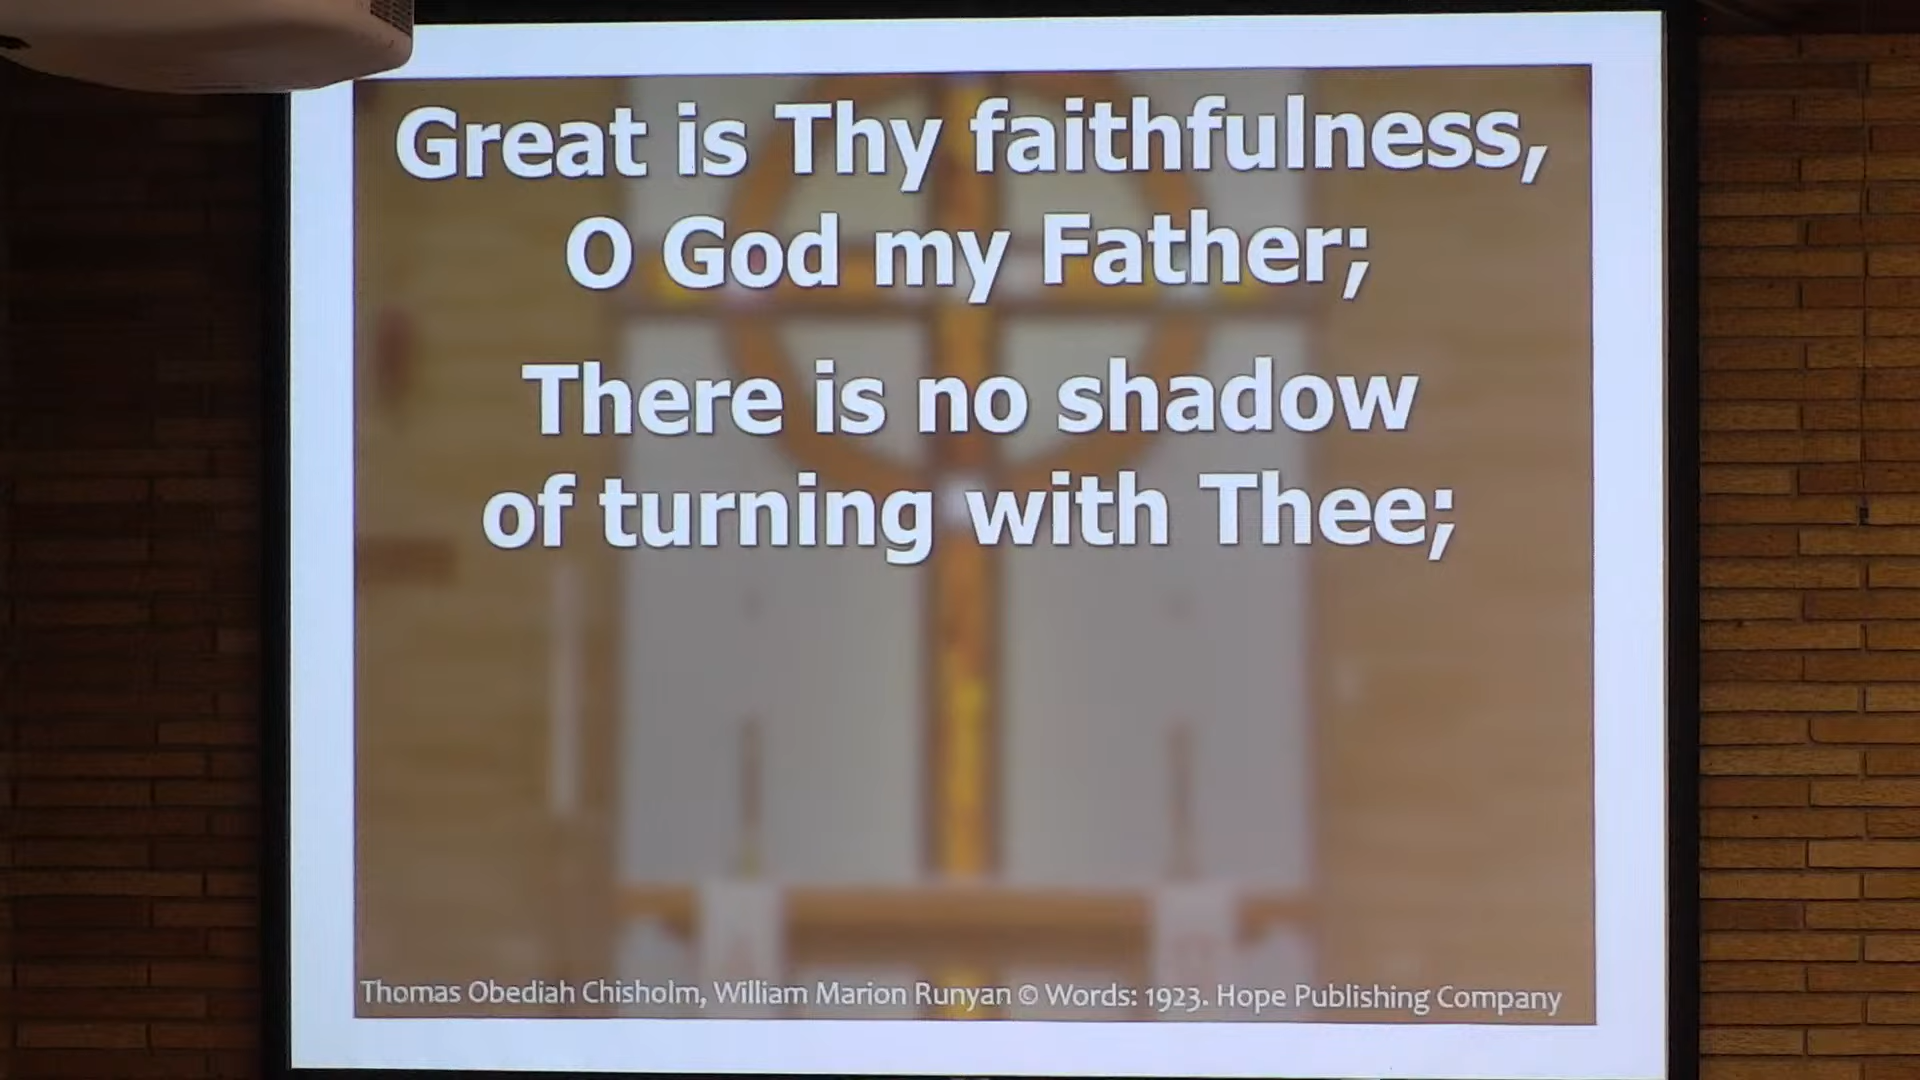 Great is Thy faithfulness,
O God my Father;
There is no shadow
of turning with Thee;
Thomas Obediah Chisholm, William Marion Runyan © Words: 1923. Hope Publishing Company